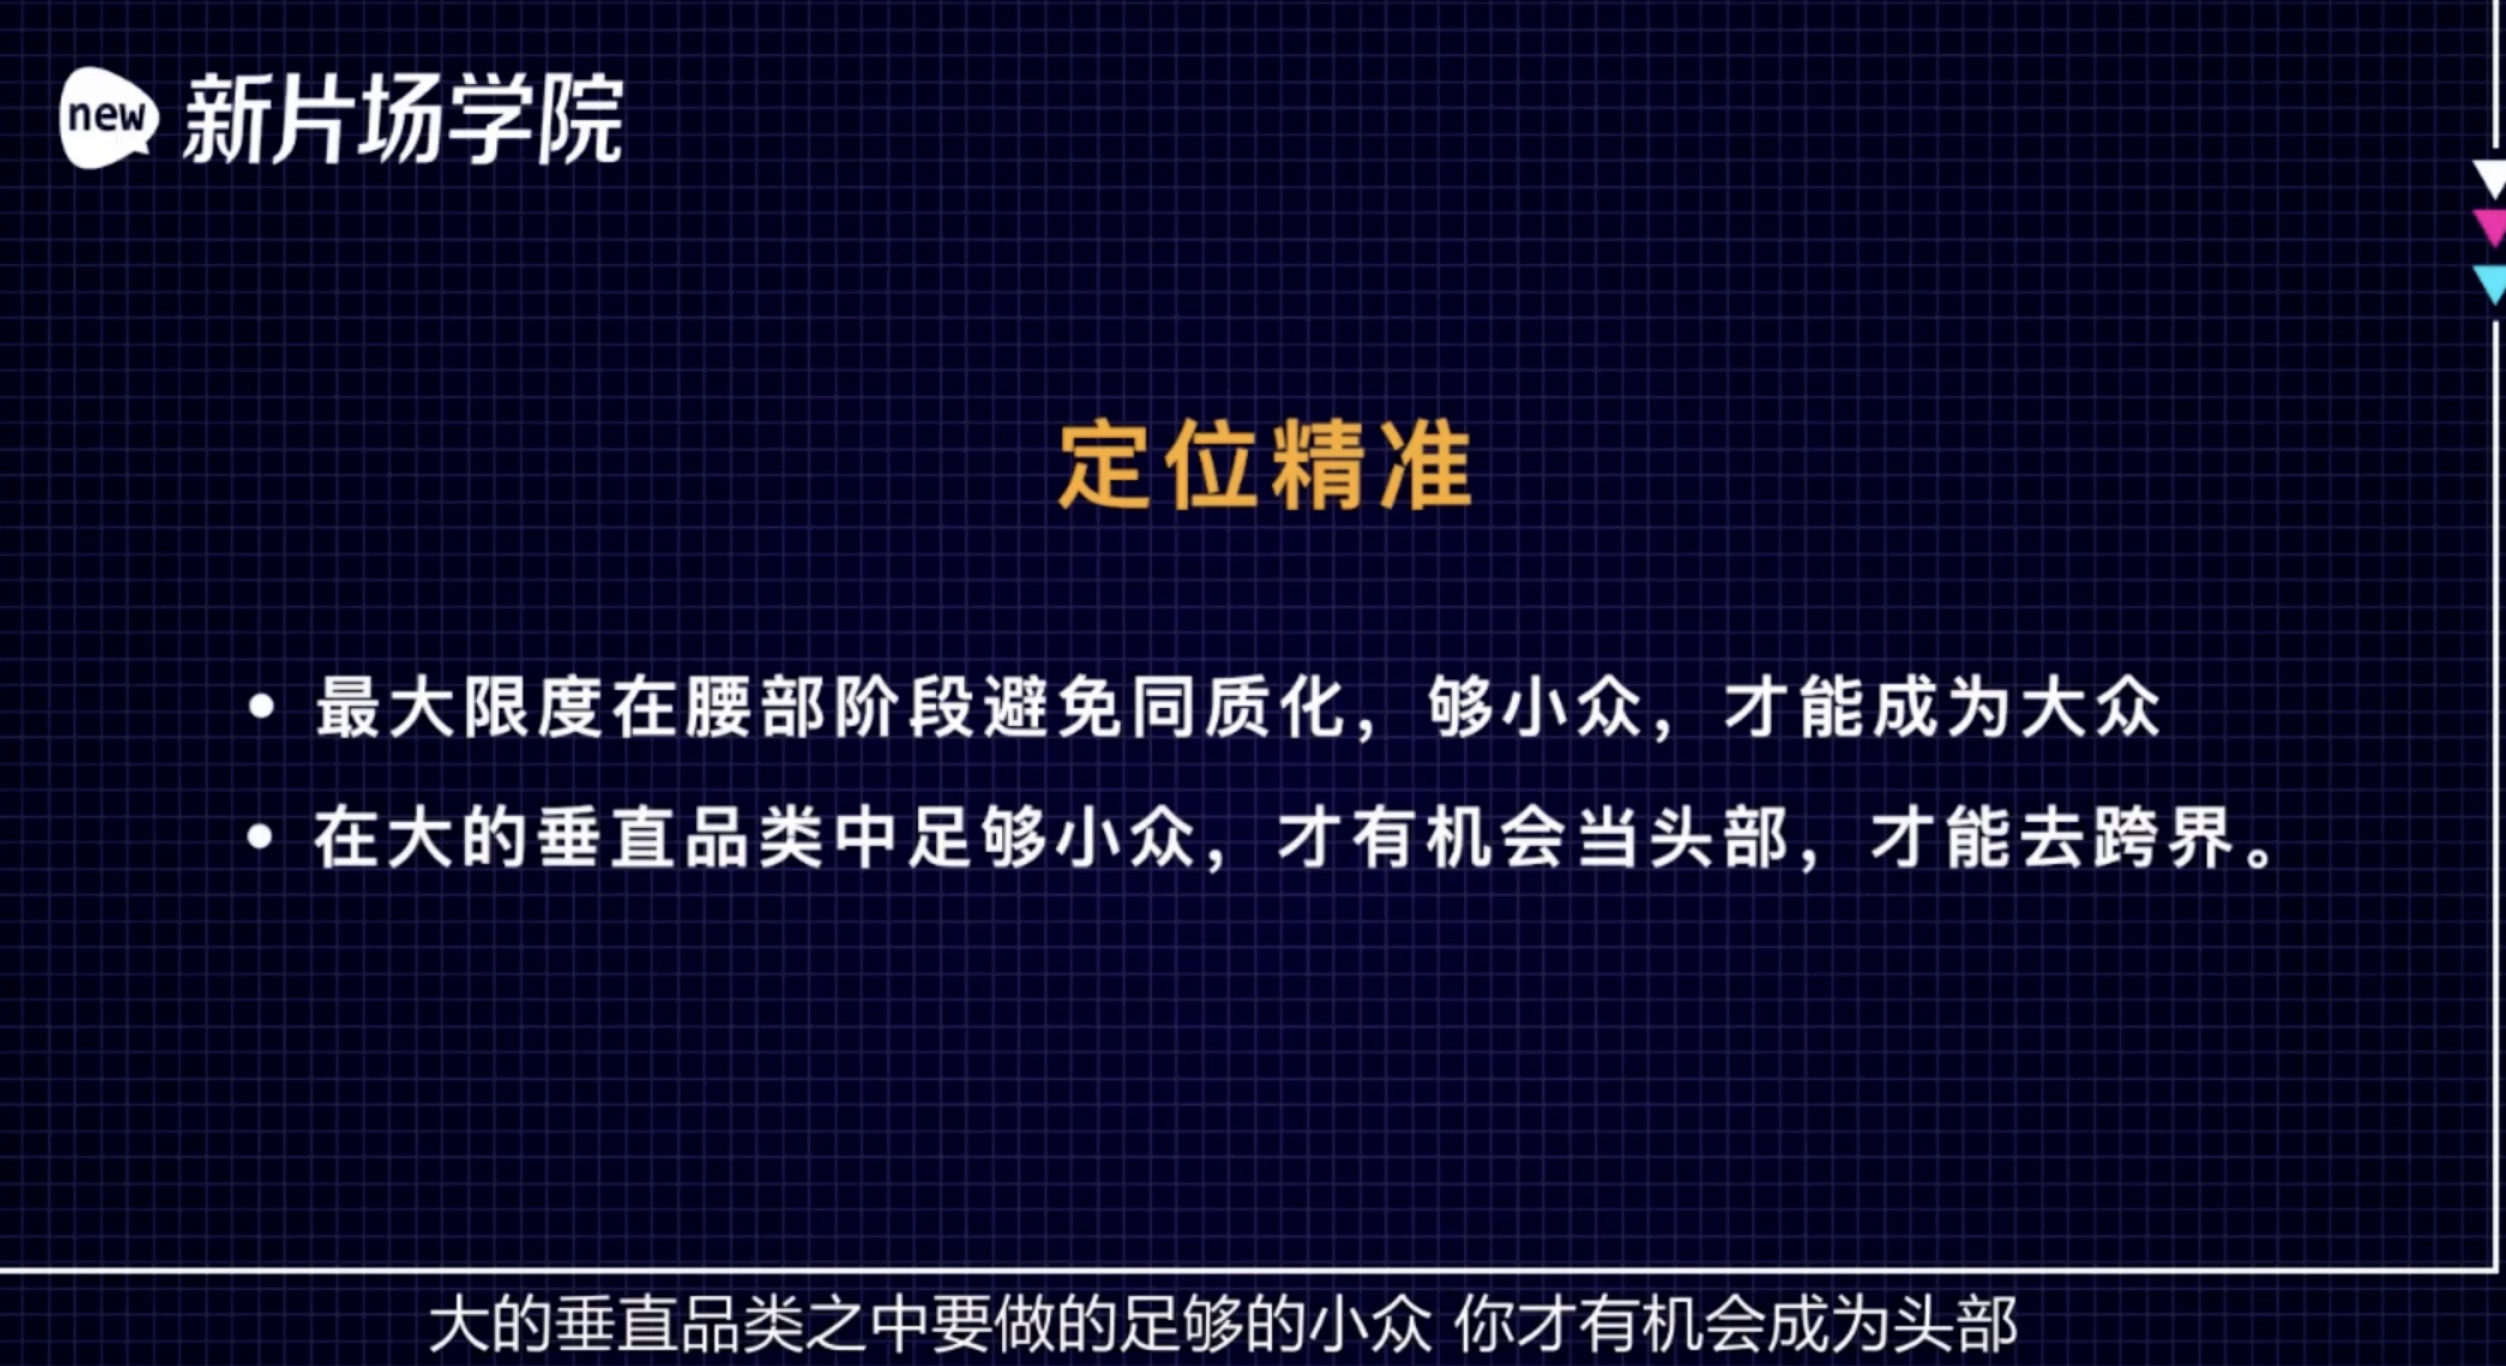 new 新片场学院
定位精准
• 最大限度在腰部阶段避免同质化，够小众，才能成为大众
• 在大的垂直品类中足够小众，才有机会当头部，才能去跨界。
大的垂直品类之中要做的足够的小众 你才有机会成为头部